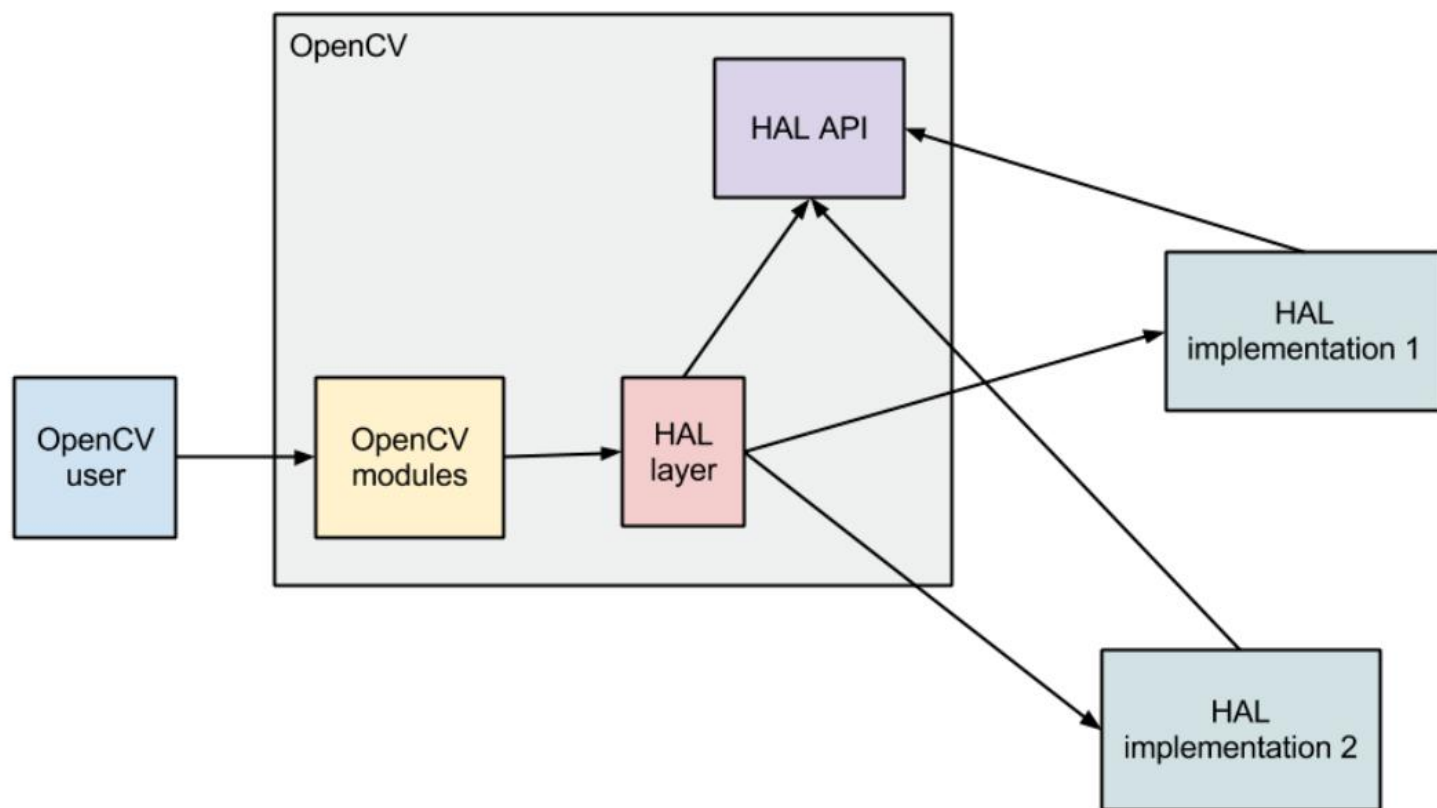 OpenCV
HAL API
HAL
implementation 1
OpenCV
user
OpenCV
modules
HAL
layer
HAL
implementation 2